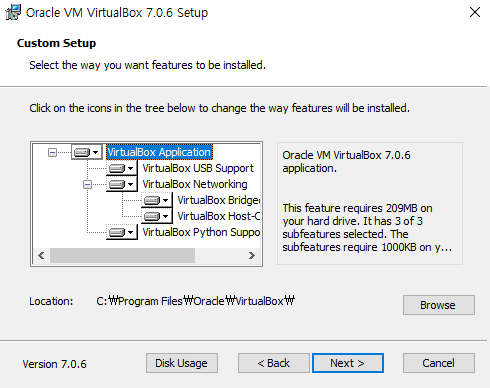 Oracle VM VirtualBox 7.0.6 Setup
Custom Setup
Select the way you want features to be installed.
Click on the icons in the tree below to change the way features will be installed.
VirtualBox Application
VirtualBox USB Support
VirtualBox Networking
VirtualBox Bridge
VirtualBox Host-C
VirtualBox Python Suppo
Oracle VM VirtualBox 7.0.6
application.
This feature requires 209MB on
your hard drive. It has 3 of 3
subfeatures selected. The
subfeatures require 1000KB on y...
Location: C:₩Program Files₩Oracle₩VirtualBox₩
Browse
Version 7.0.6
Disk Usage
< Back
Next >
Cancel